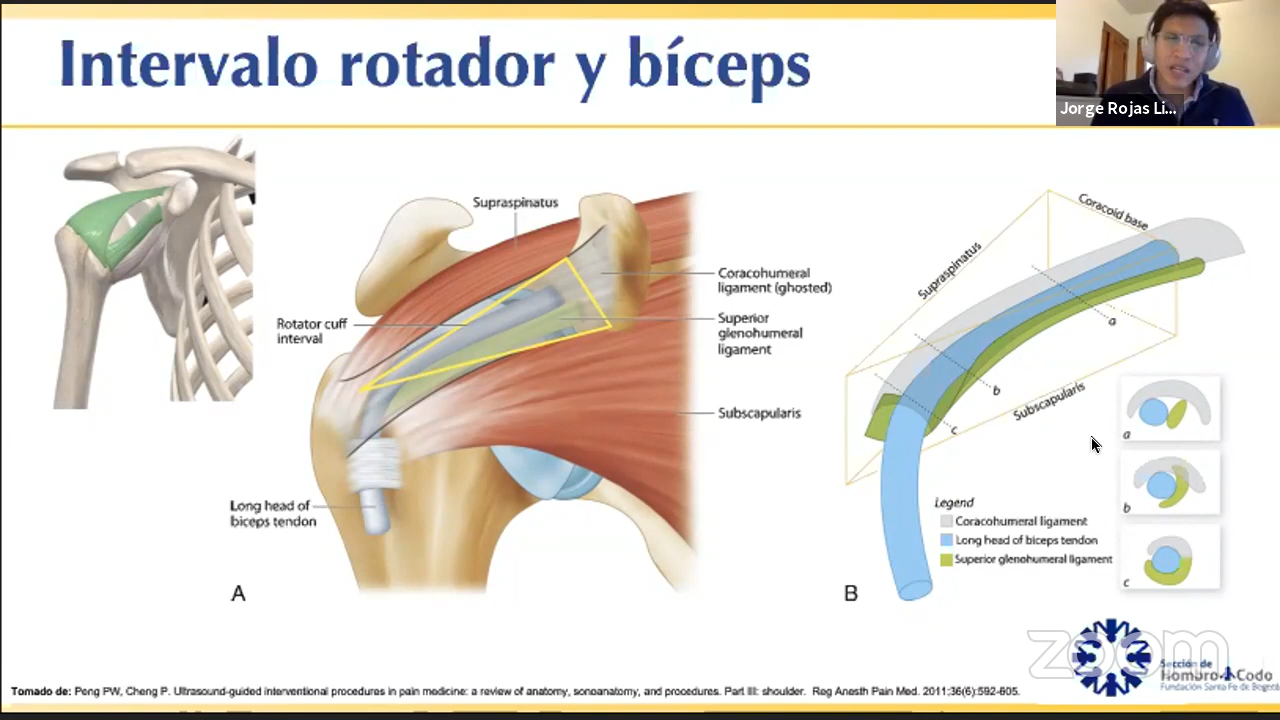 Intervalo rotador y bíceps
Jorge Rojas Li...
Supraspinatus
Coracohumeral
ligament (ghosted)
Rotator cuff
interval
Superior
glenohumeral
ligament
Subscapularis
Long head of
biceps tendon
A
Coracoid base
Supraspinatus
a
b
c
Subscapularis
a
b
c
Legend
Coracohumeral ligament
Long head of biceps tendon
Superior glenohumeral ligament
B
zoom
Sección de
Hombro y Codo
Fundación Santa Fe de Bogotá
Tomado de: Peng PW, Cheng P. Ultrasound-guided interventional procedures in pain medicine: a review of anatomy, sonoanatomy, and procedures. Part III: shoulder. Reg Anesth Pain Med. 2011;36(6):592-605.